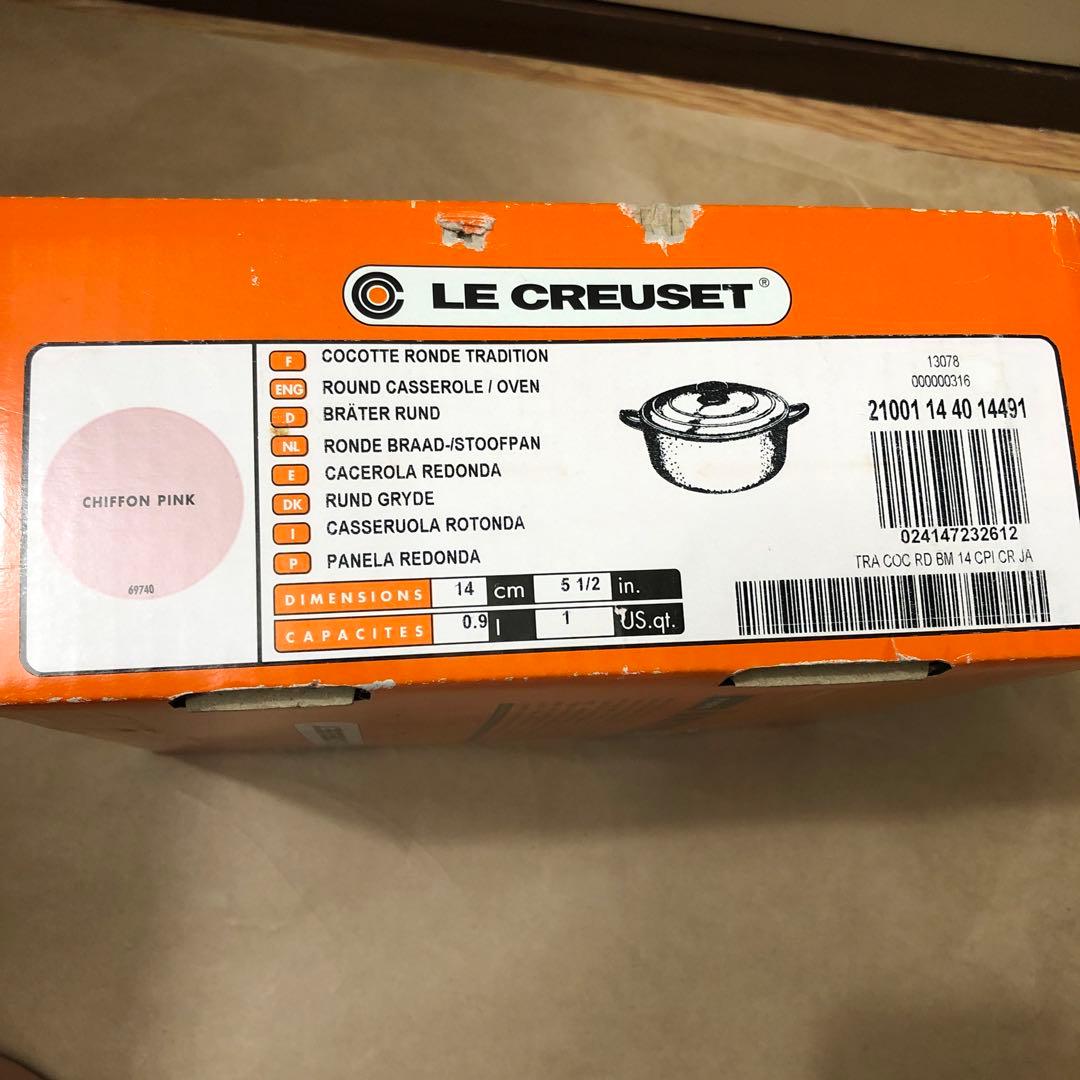 LE CREUSET®
CHIFFON PINK
69740
F COCOTTE RONDE TRADITION
ENG ROUND CASSEROLE / OVEN
D BRÄTER RUND
NL RONDE BRAAD-/STOOFPAN
E CACEROLA REDONDA
DK RUND GRYDE
I CASSERUOLA ROTONDA
P PANELA REDONDA
DIMENSIONS 14 cm 5 1/2 in.
CAPACITES 0.9 l 1 US.qt.
13078
000000316
21001 14 40 14491
024147232612
TRA COC RD BM 14 CPI CR JA